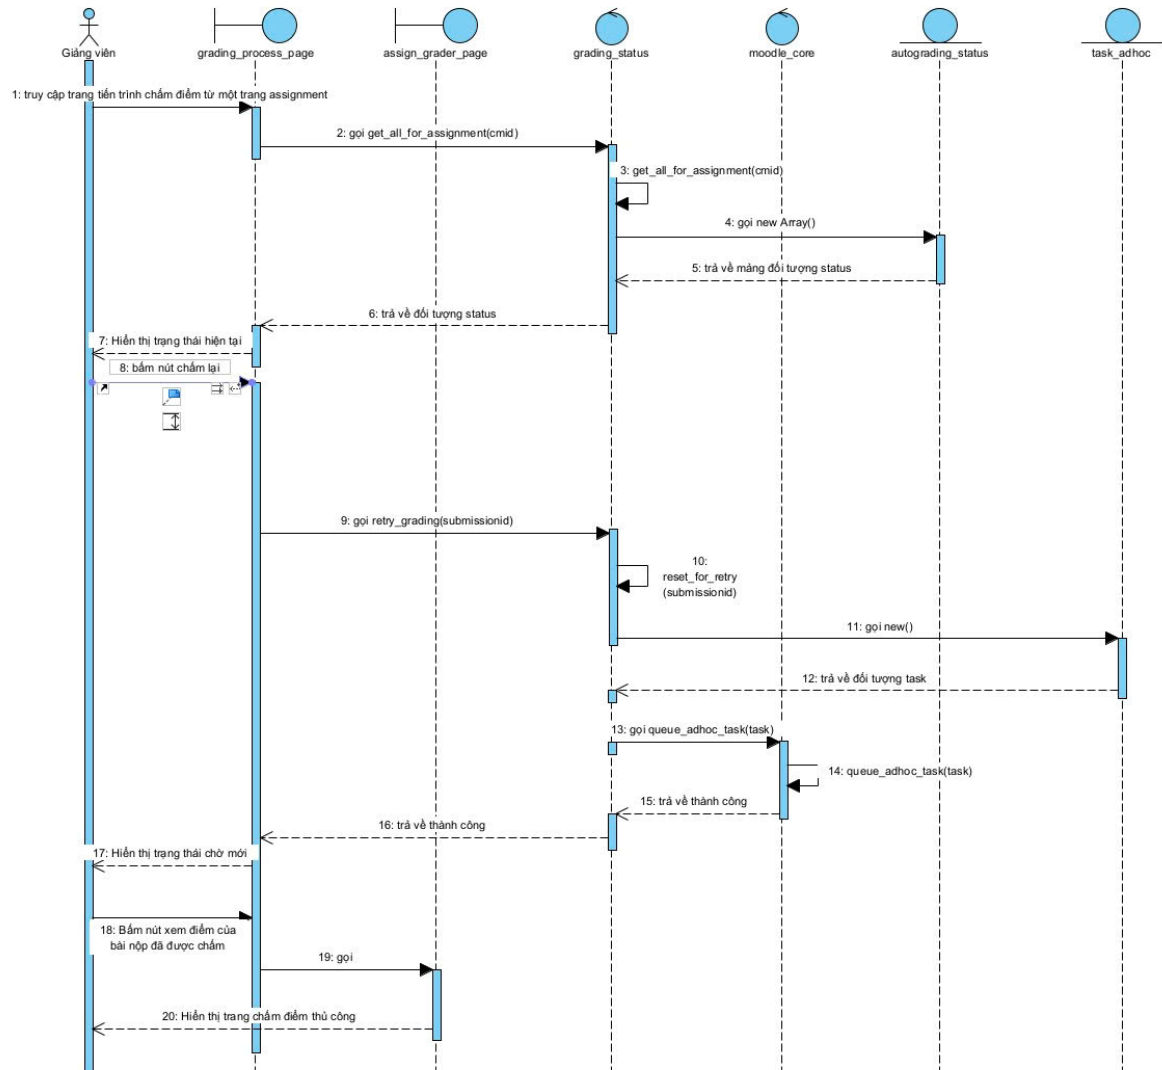 Giảng viên
grading_process_page
assign_grader_page
grading_status
moodle_core
autograding_status
task_adhoc
1: truy cập trang tiến trình chấm điểm từ một trang assignment
2: gọi get_all_for_assignment(cmid)
3: get_all_for_assignment(cmid)
4: gọi new Array()
5: trả về mảng đối tượng status
6: trả về đối tượng status
7: Hiển thị trạng thái hiện tại
8: bấm nút chấm lại
9: gọi retry_grading(submissionid)
10:
reset_for_retry
(submissionid)
11: gọi new()
12: trả về đối tượng task
13: gọi queue_adhoc_task(task)
14: queue_adhoc_task(task)
15: trả về thành công
16: trả về thành công
17: Hiển thị trạng thái chờ mới
18: Bấm nút xem điểm của
bài nộp đã được chấm
19: gọi
20: Hiển thị trang chấm điểm thủ công